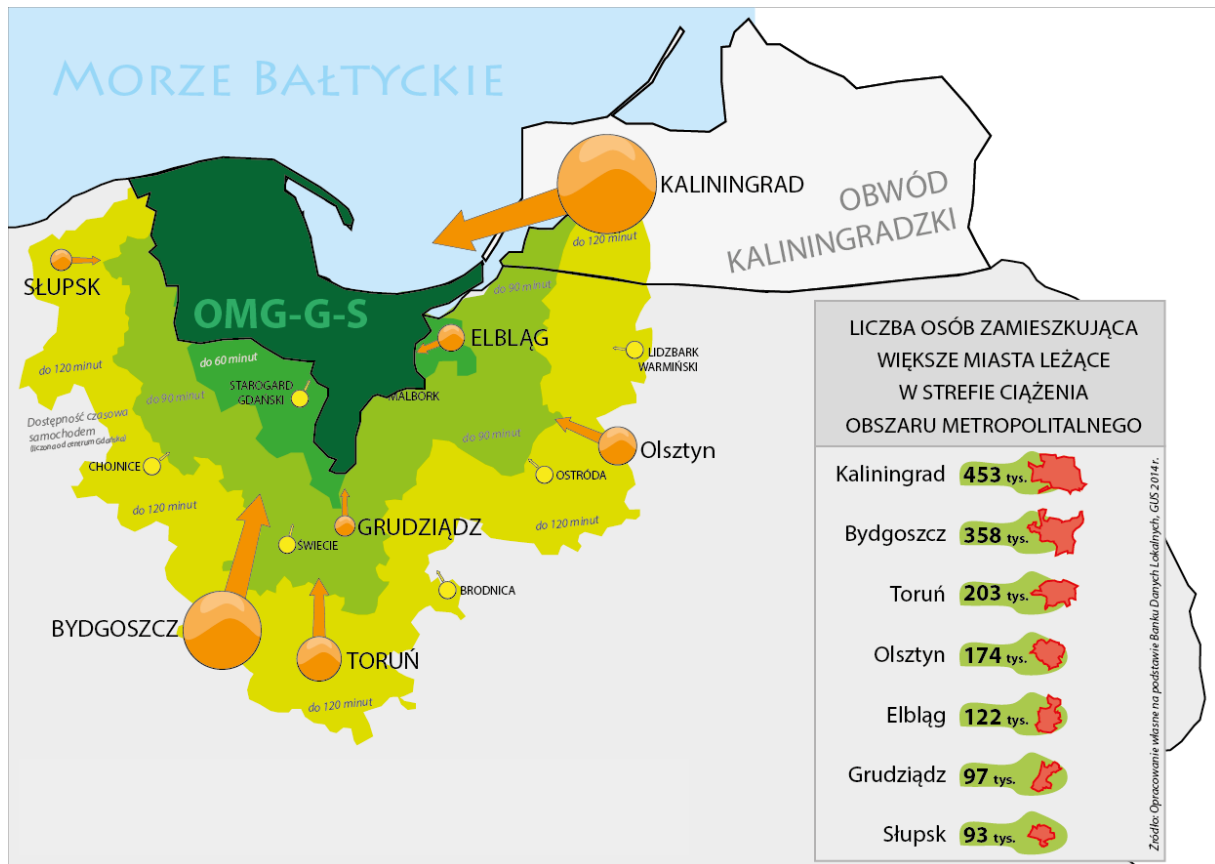 MORZE BAŁTYCKIE
KALININGRAD
OBWÓD
KALININGRADZKI
do 120 minut
SŁUPSK
do 90 minut
OMG-G-S
ELBLĄG
LIDZBARK
WARMIŃSKI
do 60 minut
do 120 minut
STAROGARD
GDAŃSKI
MALBORK
do 90 minut
Dostępność czasowa
samochodem
(liczona od centrum Gdańska)
do 90 minut
Olsztyn
CHOJNICE
OSTRÓDA
do 120 minut
GRUDZIĄDZ
do 120 minut
ŚWIECIE
BRODNICA
BYDGOSZCZ
TORUŃ
do 120 minut
LICZBA OSÓB ZAMIESZKUJĄCA
WIĘKSZE MIASTA LEŻĄCE
W STREFIE CIĄŻENIA
OBSZARU METROPOLITALNEGO
Kaliningrad 453 tys.
Bydgoszcz 358 tys.
Toruń 203 tys.
Olsztyn 174 tys.
Elbląg 122 tys.
Grudziądz 97 tys.
Słupsk 93 tys.
Źródło: Opracowanie własne na podstawie Banku Danych Lokalnych, GUS 2014 r.